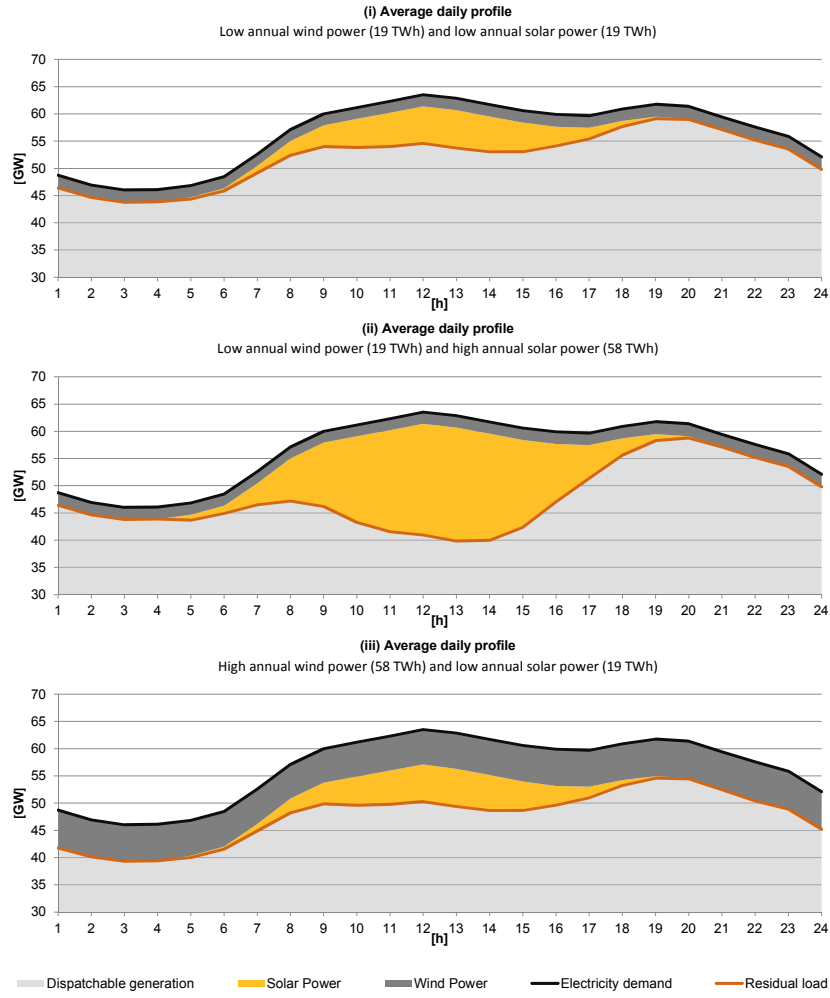 (i) Average daily profile
Low annual wind power (19 TWh) and low annual solar power (19 TWh)
70
65
60
55
50
45
40
35
30
[GW]
1 2 3 4 5 6 7 8 9 10 11 12 13 14 15 16 17 18 19 20 21 22 23 24
[h]
(ii) Average daily profile
Low annual wind power (19 TWh) and high annual solar power (58 TWh)
70
65
60
55
50
45
40
35
30
[GW]
1 2 3 4 5 6 7 8 9 10 11 12 13 14 15 16 17 18 19 20 21 22 23 24
[h]
(iii) Average daily profile
High annual wind power (58 TWh) and low annual solar power (19 TWh)
70
65
60
55
50
45
40
35
30
[GW]
1 2 3 4 5 6 7 8 9 10 11 12 13 14 15 16 17 18 19 20 21 22 23 24
[h]
Dispatchable generation Solar Power Wind Power Electricity demand Residual load